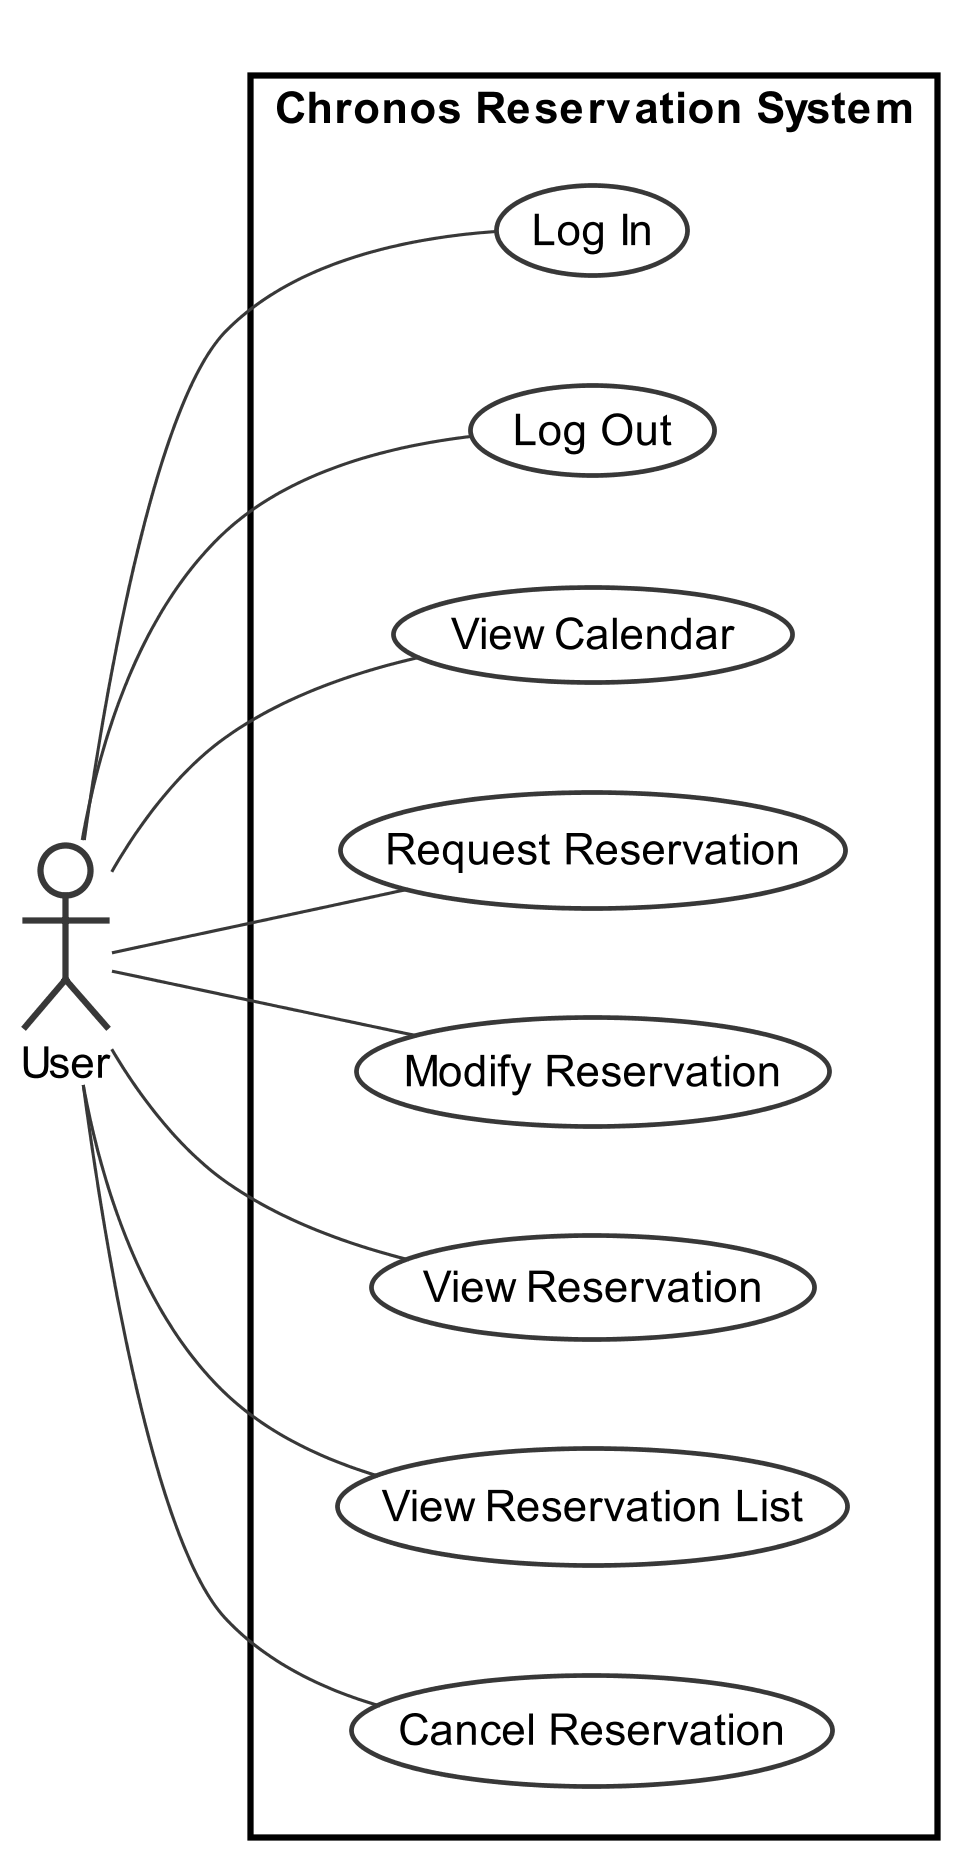 Chronos Reservation System
Log In
Log Out
View Calendar
Request Reservation
Modify Reservation
User
View Reservation
View Reservation List
Cancel Reservation